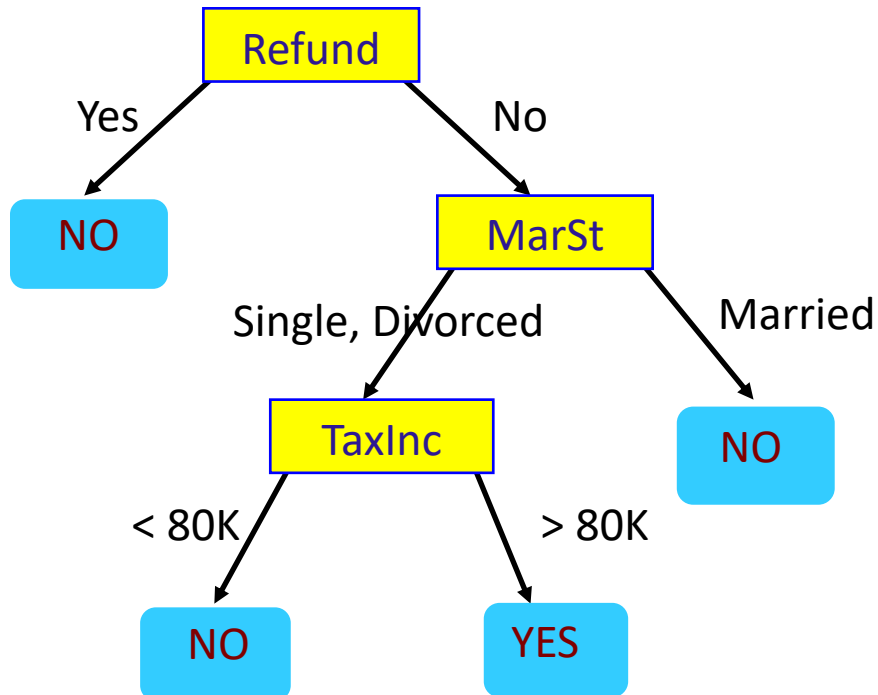 Refund
Yes
No
NO
MarSt
Single, Divorced
Married
TaxInc
NO
< 80K
> 80K
NO
YES